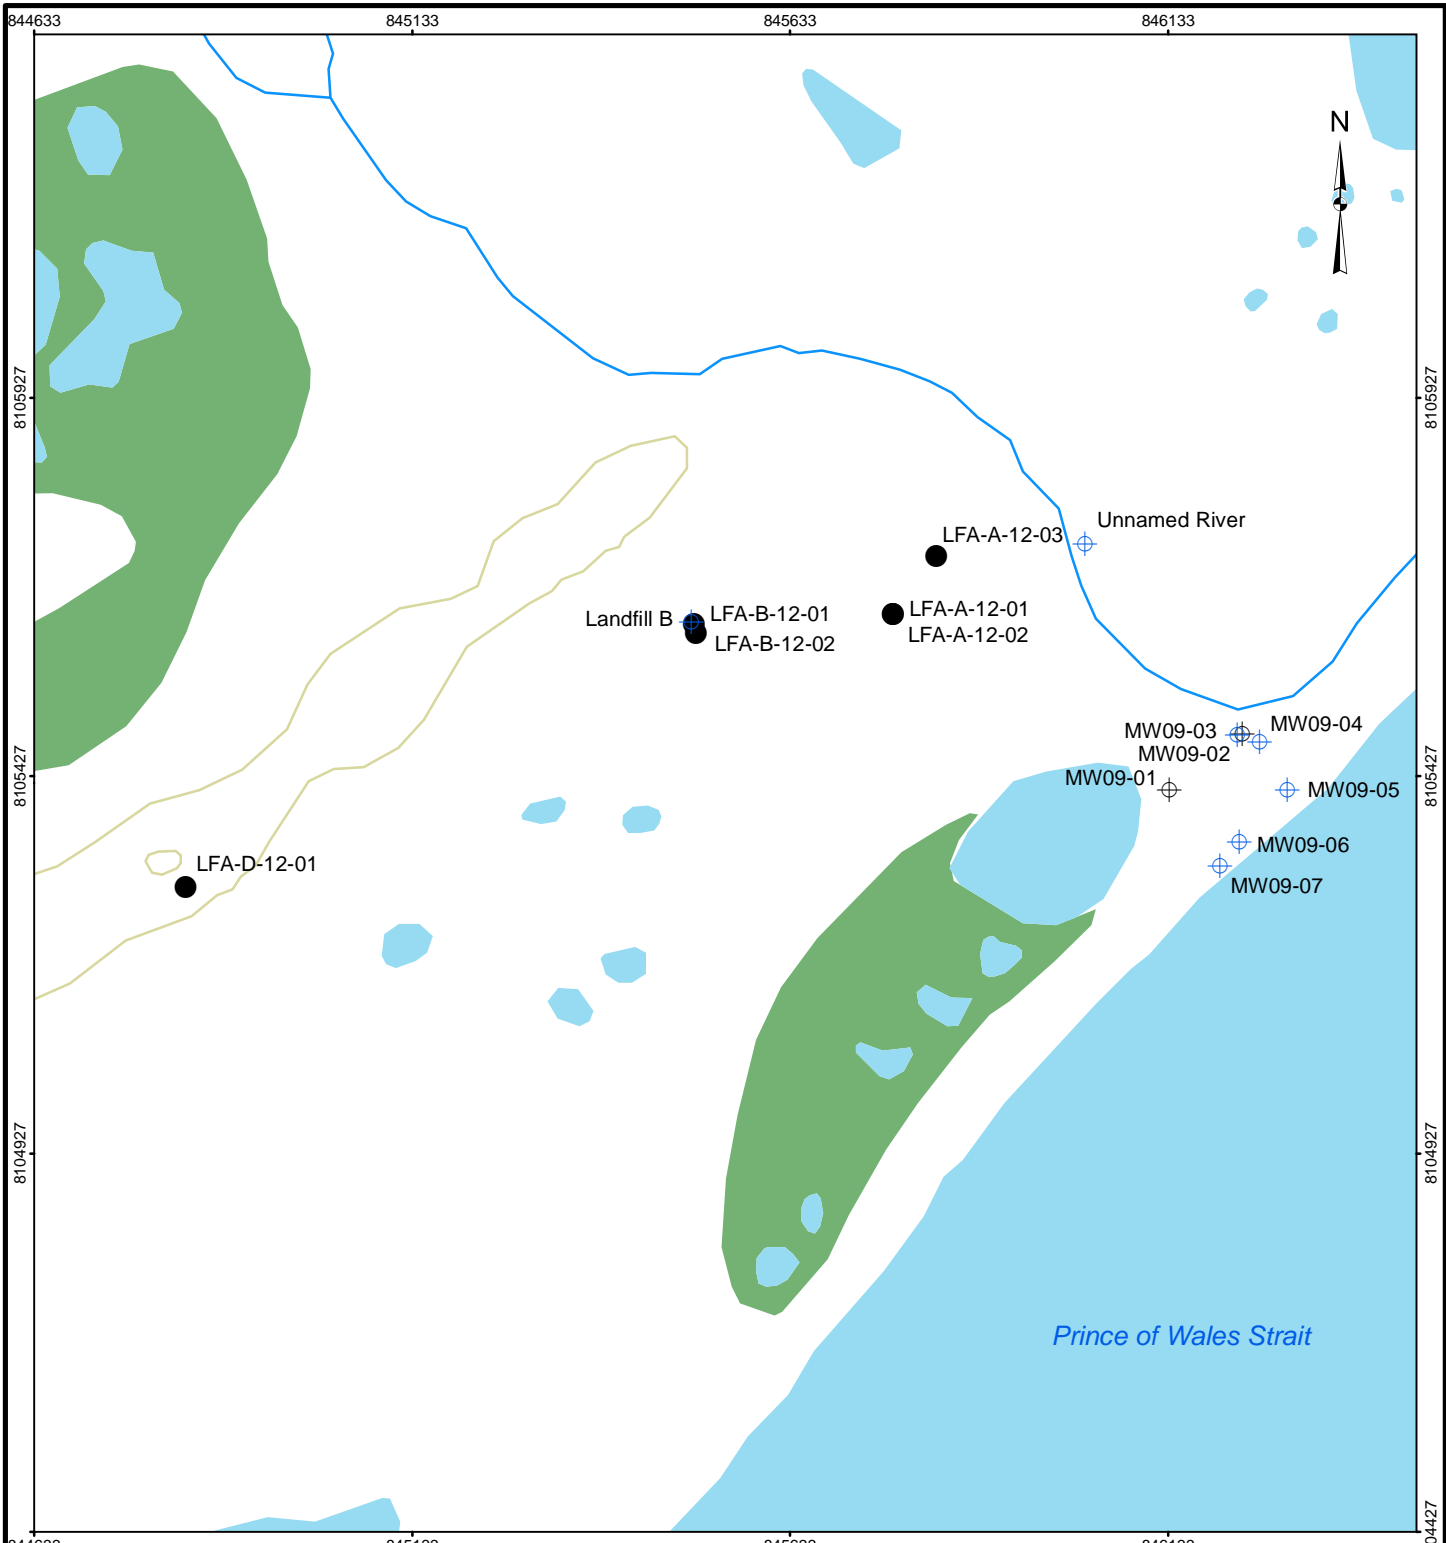 844633 845133 845633 846133
N
8105927 8105927
Unnamed River
LFA-A-12-03
Landfill B LFA-B-12-01 LFA-A-12-01
LFA-B-12-02 LFA-A-12-02
MW09-03 MW09-04
MW09-02
8105427 MW09-01 MW09-05 8105427
MW09-06
LFA-D-12-01
MW09-07
8104927 8104927
Prince of Wales Strait